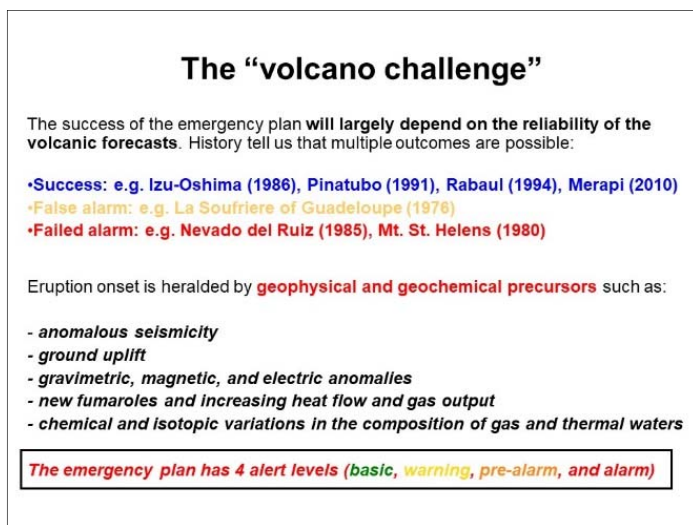 The “volcano challenge”
The success of the emergency plan will largely depend on the reliability of the
volcanic forecasts. History tell us that multiple outcomes are possible:
•Success: e.g. Izu-Oshima (1986), Pinatubo (1991), Rabaul (1994), Merapi (2010)
•False alarm: e.g. La Soufriere of Guadeloupe (1976)
•Failed alarm: e.g. Nevado del Ruiz (1985), Mt. St. Helens (1980)
Eruption onset is heralded by geophysical and geochemical precursors such as:
- anomalous seismicity
- ground uplift
- gravimetric, magnetic, and electric anomalies
- new fumaroles and increasing heat flow and gas output
- chemical and isotopic variations in the composition of gas and thermal waters
The emergency plan has 4 alert levels (basic, warning, pre-alarm, and alarm)